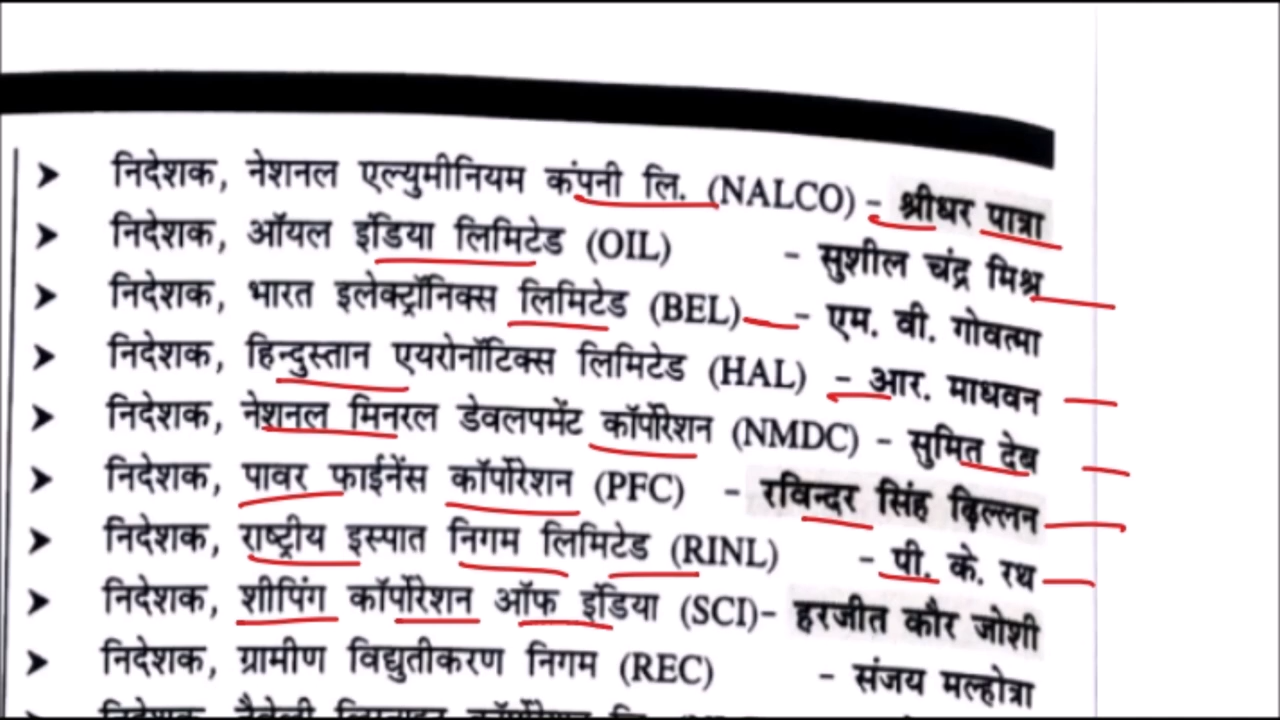 ➤ निदेशक, नेशनल एल्युमीनियम कंपनी लि. (NALCO) - श्रीधर पात्रा
➤ निदेशक, ऑयल इंडिया लिमिटेड (OIL) - सुशील चंद्र मिश्र
➤ निदेशक, भारत इलेक्ट्रॉनिक्स लिमिटेड (BEL) - एम. वी. गोवत्मा
➤ निदेशक, हिन्दुस्तान एयरोनॉटिक्स लिमिटेड (HAL) - आर. माधवन
➤ निदेशक, नेशनल मिनरल डेवलपमेंट कॉर्पोरेशन (NMDC) - सुमित देब
➤ निदेशक, पावर फाईनेंस कॉर्पोरेशन (PFC) - रविन्दर सिंह ढ़िल्लन
➤ निदेशक, राष्ट्रीय इस्पात निगम लिमिटेड (RINL) - पी. के. रथ
➤ निदेशक, शीपिंग कॉर्पोरेशन ऑफ इंडिया (SCI)- हरजीत कौर जोशी
➤ निदेशक, ग्रामीण विद्युतीकरण निगम (REC) - संजय मल्होत्रा